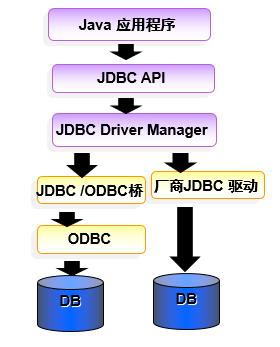 Java 应用程序
JDBC API
JDBC Driver Manager
JDBC /ODBC桥
厂商JDBC 驱动
ODBC
DB
DB